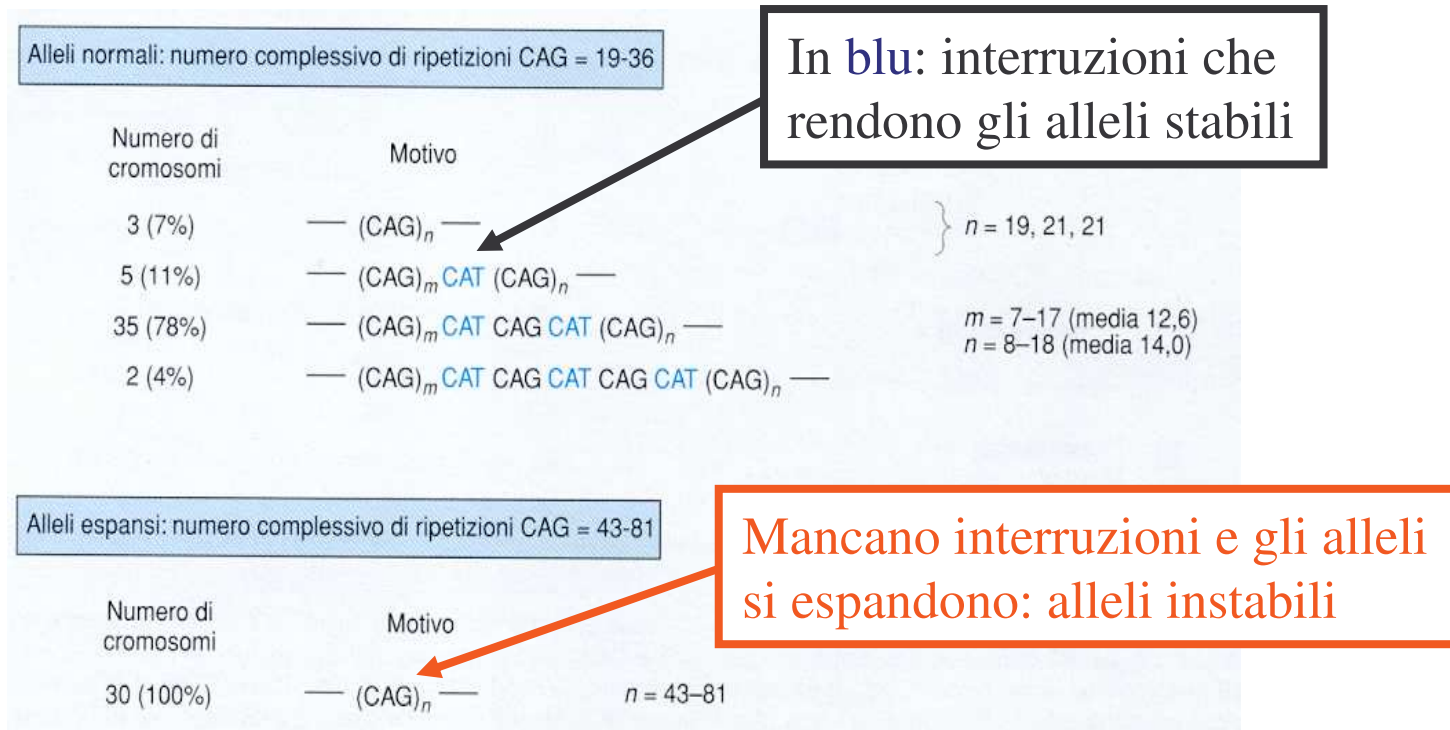 Alleli normali: numero complessivo di ripetizioni CAG = 19-36
In blu: interruzioni che
rendono gli alleli stabili
Numero di
cromosomi
Motivo
3 (7%) — (CAG)n — } n = 19, 21, 21
5 (11%) — (CAG)m CAT (CAG)n —
35 (78%) — (CAG)m CAT CAG CAT (CAG)n —
m = 7–17 (media 12,6)
n = 8–18 (media 14,0)
2 (4%) — (CAG)m CAT CAG CAT CAG CAT (CAG)n —
Alleli espansi: numero complessivo di ripetizioni CAG = 43-81
Mancano interruzioni e gli alleli
si espandono: alleli instabili
Numero di
cromosomi
Motivo
30 (100%) — (CAG)n — n = 43–81